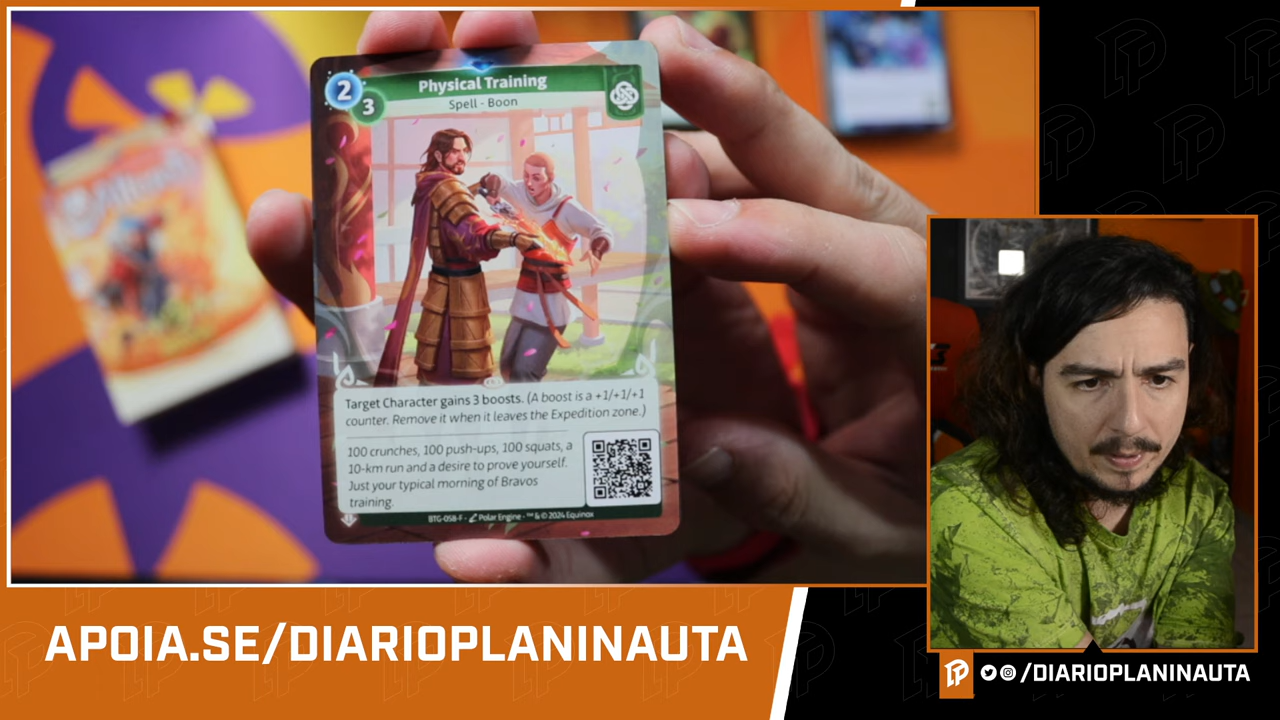 2
3
Physical Training
Spell - Boon
Target Character gains 3 boosts. (A boost is a +1/+1/+1
counter. Remove it when it leaves the Expedition zone.)
100 crunches, 100 push-ups, 100 squats, a
10-km run and a desire to prove yourself.
Just your typical morning of Bravos
training.
BTG-058-F - Polar Engine - ™ & © 2024 Equinox
APOIA.SE/DIARIOPLANINAUTA
/DIARIOPLANINAUTA